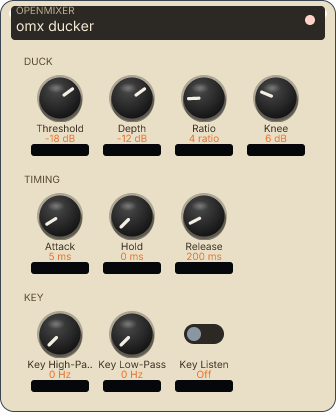 OPENMIXER
omx ducker
DUCK
Threshold Depth Ratio Knee
-18 dB -12 dB 4 ratio 6 dB
TIMING
Attack Hold Release
5 ms 0 ms 200 ms
KEY
Key High-Pa.. Key Low-Pass Key Listen
0 Hz 0 Hz Off